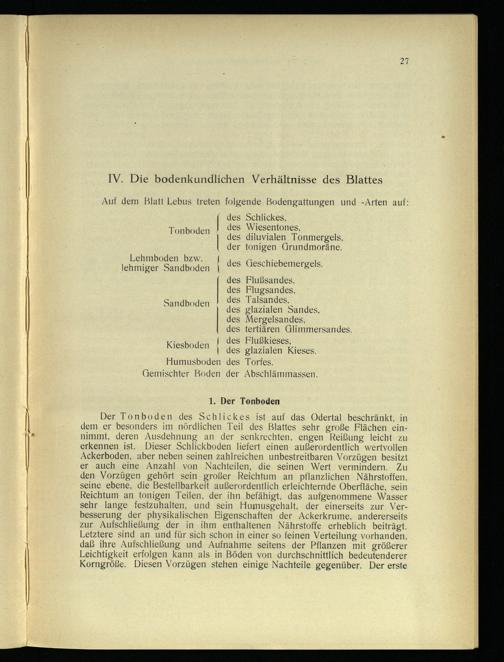 27
IV. Die bodenkundlichen Verhältnisse des Blattes
Auf dem Blatt Lebus treten folgende Bodengattungen und -Arten auf:
Tonboden
des Schlickes,
des Wiesentones,
des diluvialen Tonmergels,
der tonigen Grundmoräne.
Lehmboden bzw.
lehmiger Sandboden
des Geschiebemergels.
Sandboden
des Flußsandes,
des Flugsandes,
des Talsandes,
des glazialen Sandes,
des Mergelsandes,
des tertiären Glimmersandes.
Kiesboden
des Flußkieses,
des glazialen Kieses.
Humusboden des Torfes.
Gemischter Boden der Abschlämmassen.
1. Der Tonboden
Der Tonboden des Schlickes ist auf das Odertal beschränkt, in
dem er besonders im nördlichen Teil des Blattes sehr große Flächen ein-
nimmt, deren Ausdehnung an der senkrechten, engen Reißung leicht zu
erkennen ist. Dieser Schlickboden liefert einen außerordentlich wertvollen
Ackerboden, aber neben seinen zahlreichen unbestreitbaren Vorzügen besitzt
er auch eine Anzahl von Nachteilen, die seinen Wert vermindern. Zu
den Vorzügen gehört sein großer Reichtum an pflanzlichen Nährstoffen,
seine ebene, die Bestellbarkeit außerordentlich erleichternde Oberfläche, sein
Reichtum an tonigen Teilen, der ihn befähigt, das aufgenommene Wasser
sehr lange festzuhalten, und sein Humusgehalt, der einerseits zur Ver-
besserung der physikalischen Eigenschaften der Ackerkrume, andererseits
zur Aufschließung der in ihm enthaltenen Nährstoffe erheblich beiträgt.
Letztere sind an und für sich schon in einer so feinen Verteilung vorhanden,
daß ihre Aufschließung und Aufnahme seitens der Pflanzen mit größerer
Leichtigkeit erfolgen kann als in Böden von durchschnittlich bedeutenderer
Korngröße. Diesen Vorzügen stehen einige Nachteile gegenüber. Der erste